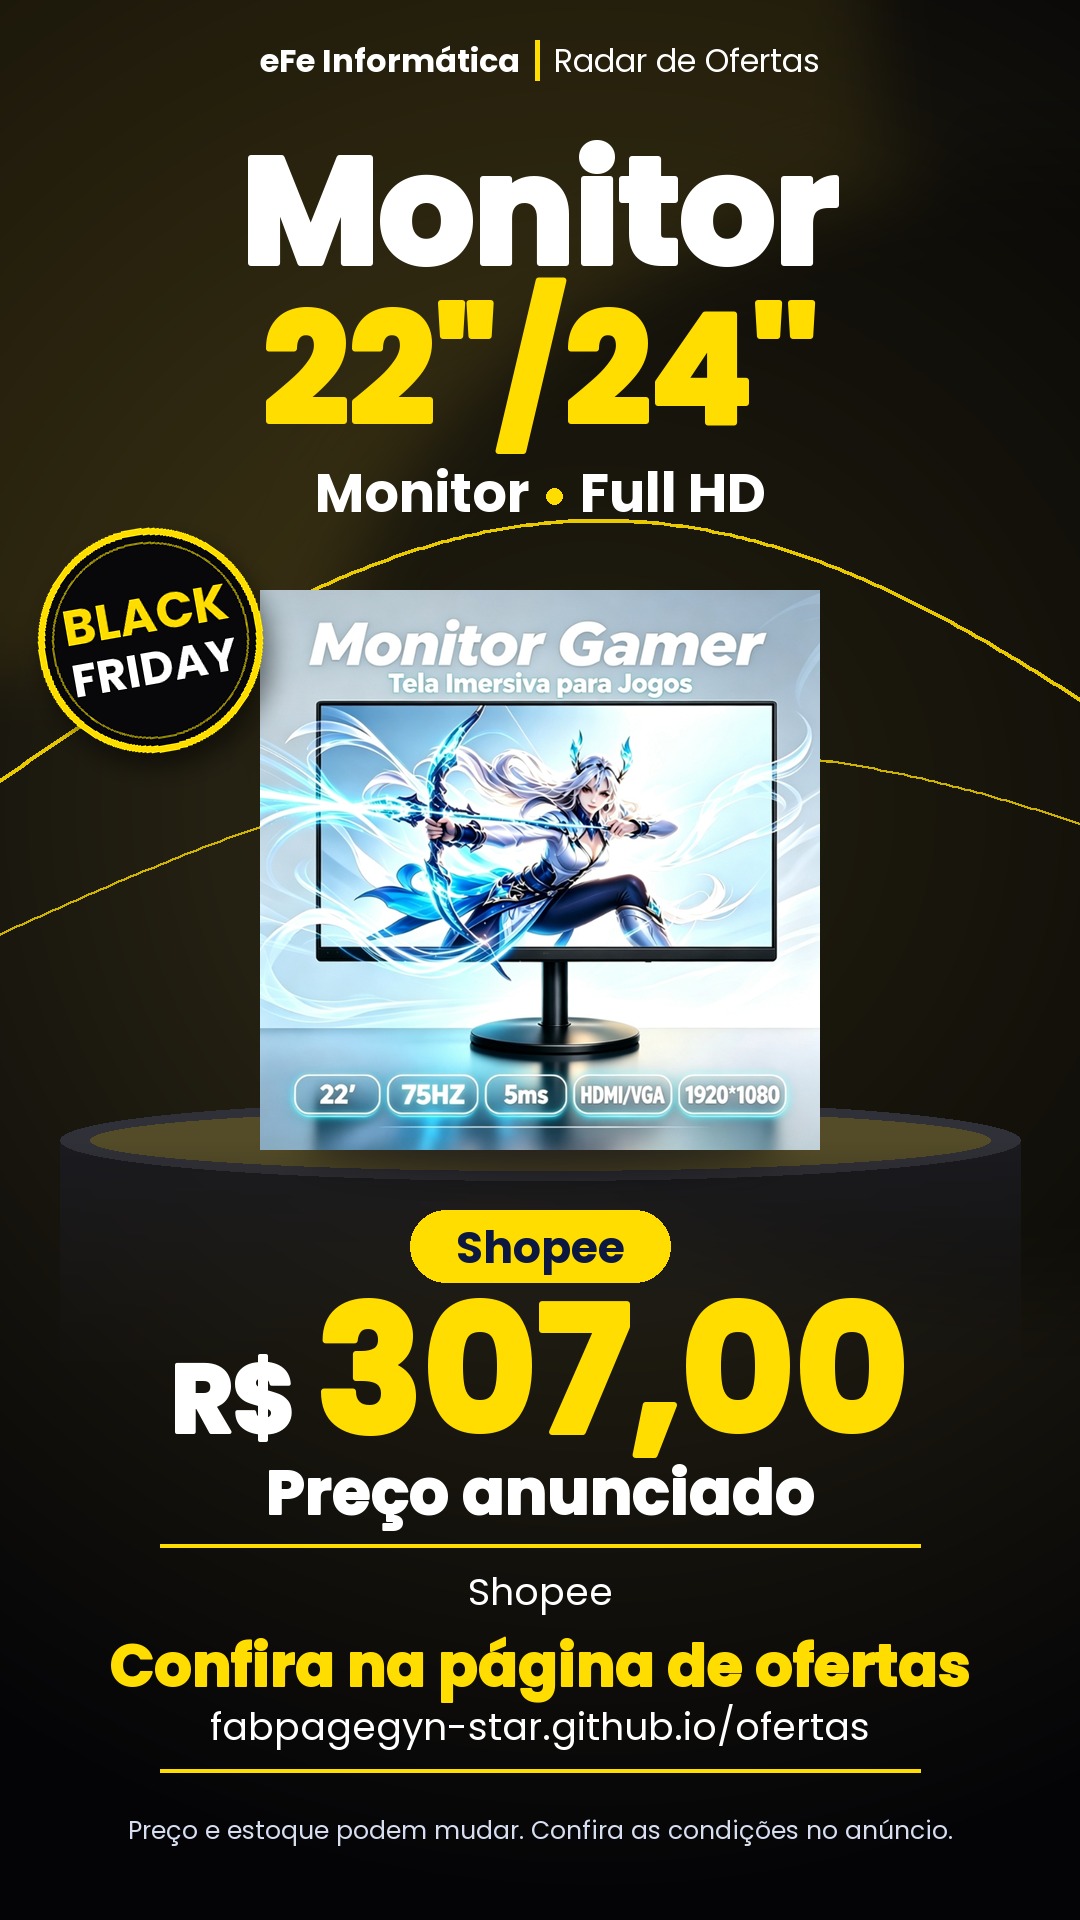 eFe Informática | Radar de Ofertas
Monitor
22"/24"
Monitor • Full HD
BLACK
FRIDAY
Monitor Gamer
Tela Imersiva para Jogos
22' 75HZ 5ms HDMI/VGA 1920*1080
Shopee
R$ 307,00
Preço anunciado
Shopee
Confira na página de ofertas
fabpagegyn-star.github.io/ofertas
Preço e estoque podem mudar. Confira as condições no anúncio.